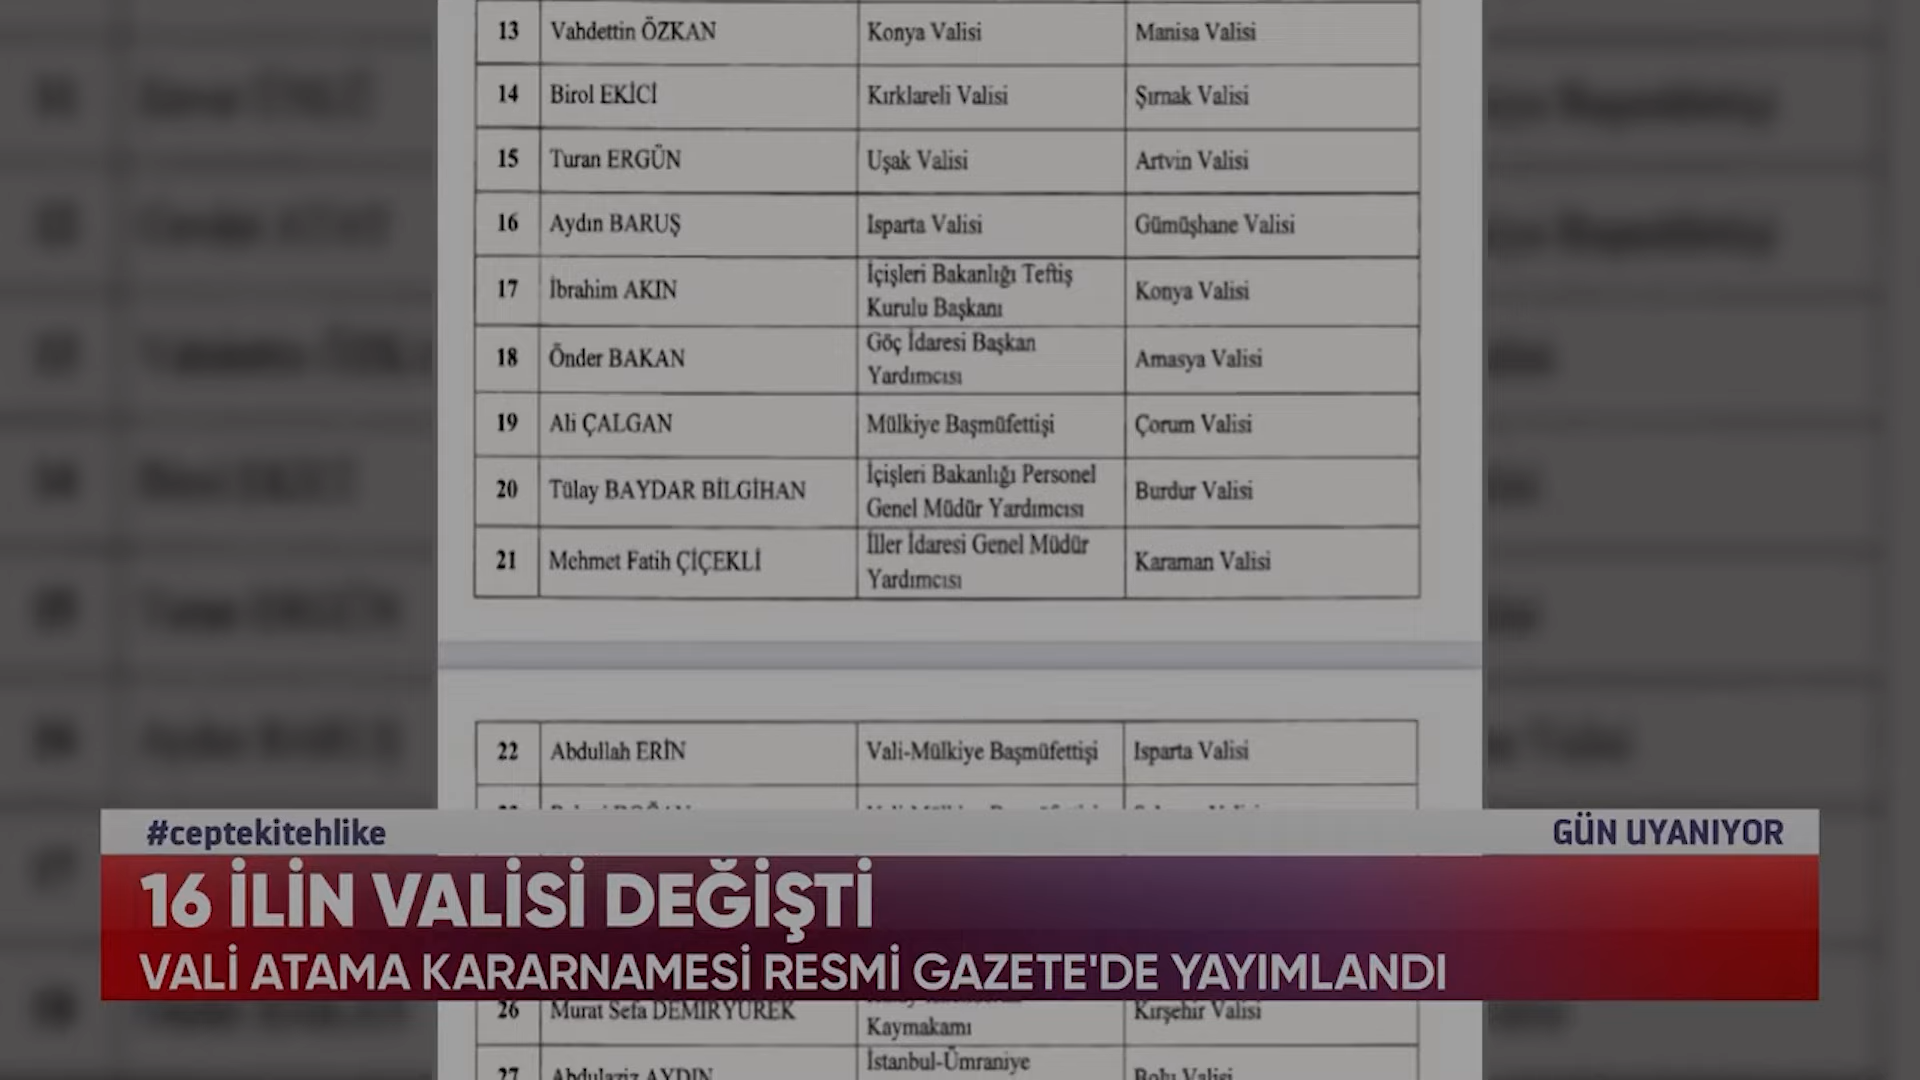 13 Vahdettin ÖZKAN Konya Valisi Manisa Valisi
14 Birol EKİCİ Kırklareli Valisi Şırnak Valisi
15 Turan ERGÜN Uşak Valisi Artvin Valisi
16 Aydın BARUŞ Isparta Valisi Gümüşhane Valisi
17 İbrahim AKIN İçişleri Bakanlığı Teftiş Kurulu Başkanı Konya Valisi
18 Önder BAKAN Göç İdaresi Başkan Yardımcısı Amasya Valisi
19 Ali ÇALGAN Mülkiye Başmüfettişi Çorum Valisi
20 Tülay BAYDAR BİLGİHAN İçişleri Bakanlığı Personel Genel Müdür Yardımcısı Burdur Valisi
21 Mehmet Fatih ÇİÇEKLİ İller İdaresi Genel Müdür Yardımcısı Karaman Valisi
22 Abdullah ERİN Vali-Mülkiye Başmüfettişi Isparta Valisi
#ceptekitehlike GÜN UYANIYOR
16 İLİN VALİSİ DEĞİŞTİ
VALİ ATAMA KARARNAMESİ RESMİ GAZETE'DE YAYIMLANDI
26 Murat Sefa DEMİRYÜREK Kaymakamı Kırşehir Valisi
27 Abdulaziz AYDIN İstanbul-Ümraniye Bolu Valisi